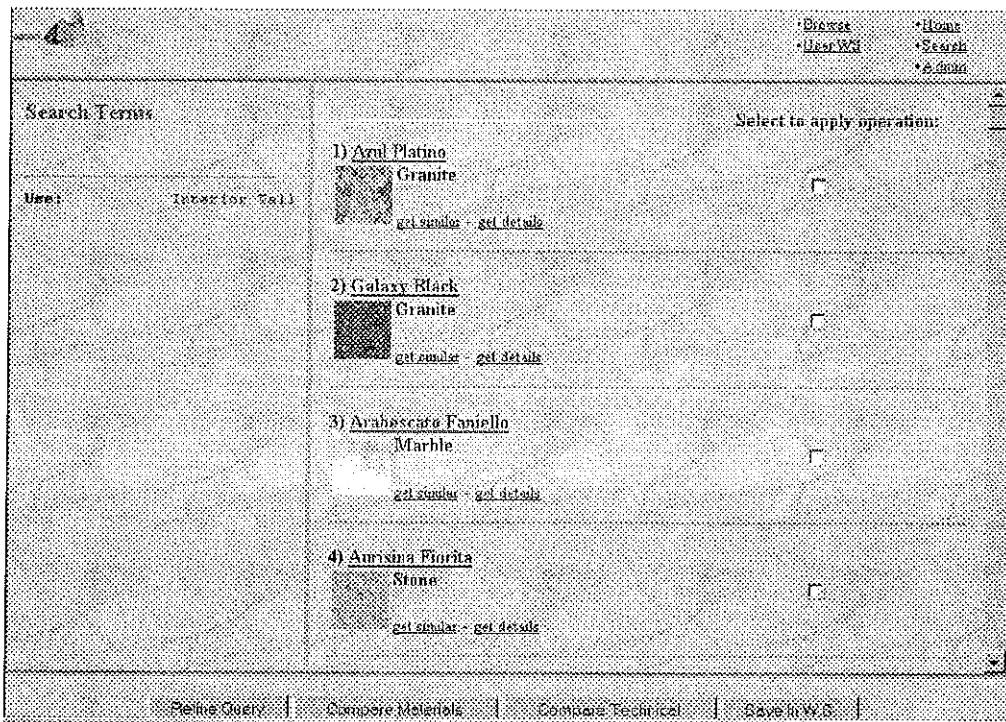 4
•Browse •Home
•User WS •Search
•Admin
Search Terms
Select to apply operation:
1) Azul Platino
Granite
Use: Interior Wall
get similar - get details
2) Galaxy Black
Granite
get similar - get details
3) Arabescato Faniello
Marble
get similar - get details
4) Aurisina Fiorita
Stone
get similar - get details
Refine Query | Compare Materials | Compare Technical | Save in W.S. |